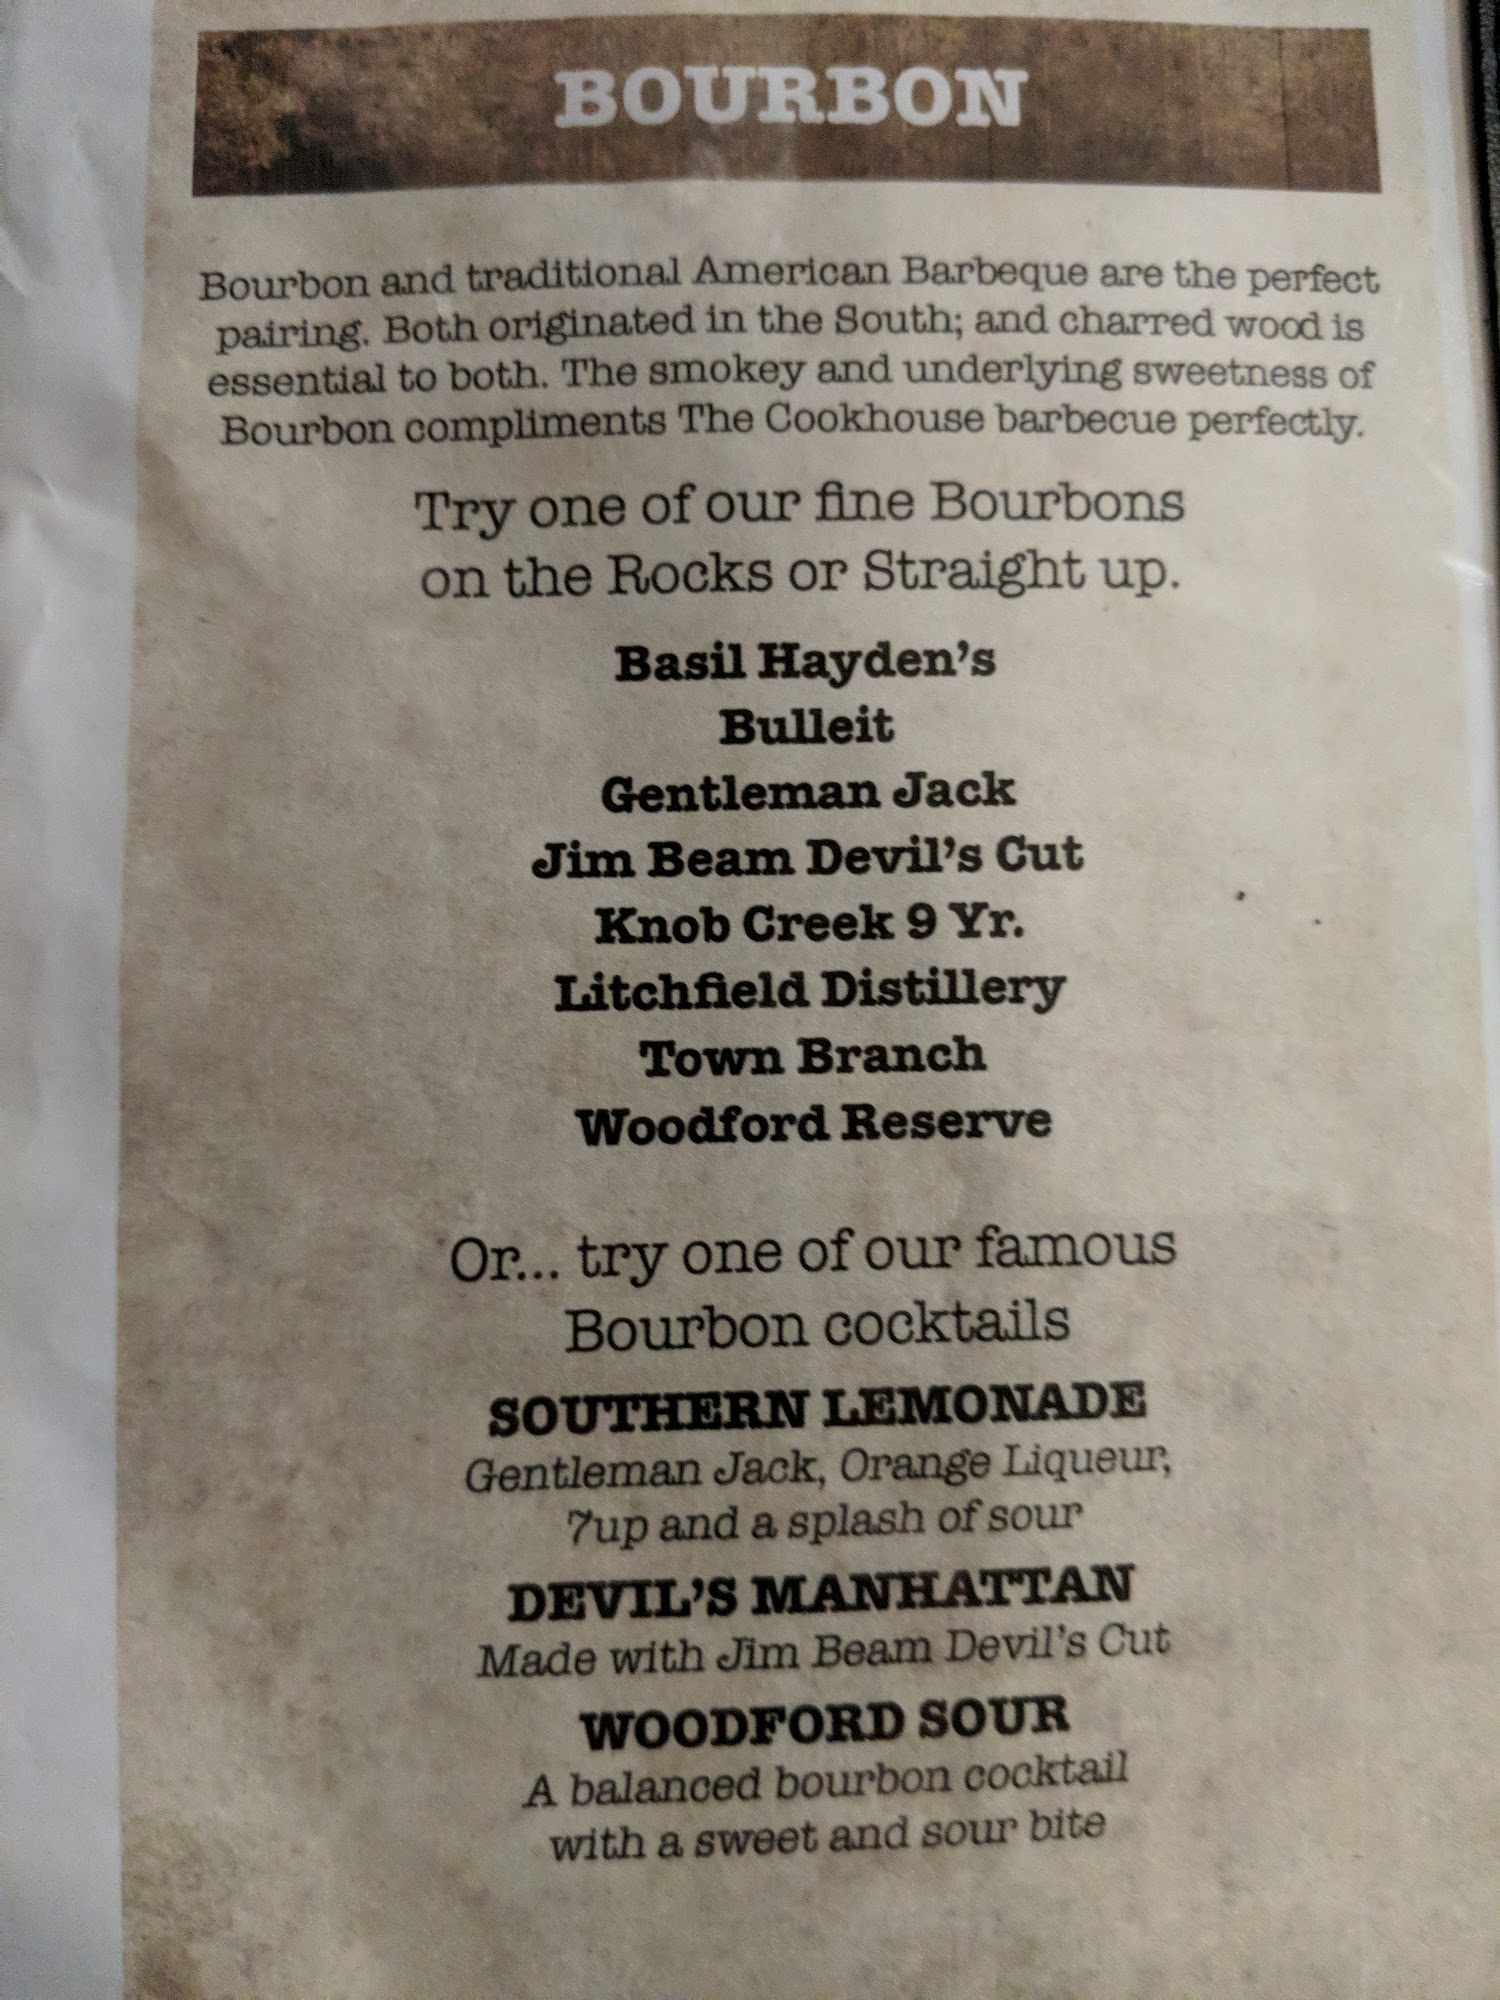 BOURBON
Bourbon and traditional American Barbeque are the perfect
pairing. Both originated in the South; and charred wood is
essential to both. The smokey and underlying sweetness of
Bourbon compliments The Cookhouse barbecue perfectly.
Try one of our fine Bourbons
on the Rocks or Straight up.
Basil Hayden's
Bulleit
Gentleman Jack
Jim Beam Devil's Cut
Knob Creek 9 Yr.
Litchfield Distillery
Town Branch
Woodford Reserve
Or... try one of our famous
Bourbon cocktails
SOUTHERN LEMONADE
Gentleman Jack, Orange Liqueur,
7up and a splash of sour
DEVIL'S MANHATTAN
Made with Jim Beam Devil's Cut
WOODFORD SOUR
A balanced bourbon cocktail
with a sweet and sour bite